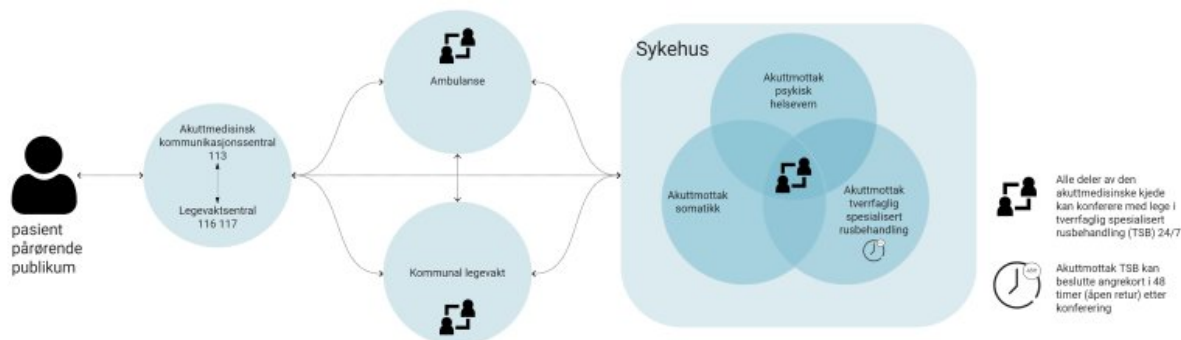 pasient
pårørende
publikum
Akuttmedisinsk
kommunikasjonssentral
113
Legevaktsentral
116 117
Ambulanse
Kommunal legevakt
Sykehus
Akuttmottak
psykisk
helsevern
Akuttmottak
somatikk
Akuttmottak
tverrfaglig
spesialisert
rusbehandling
Alle deler av den
akuttmedisinske kjede
kan konferere med lege i
tverrfaglig spesialisert
rusbehandling (TSB) 24/7
Akuttmottak TSB kan
beslutte angrekort i 48
timer (åpen retur) etter
konferering